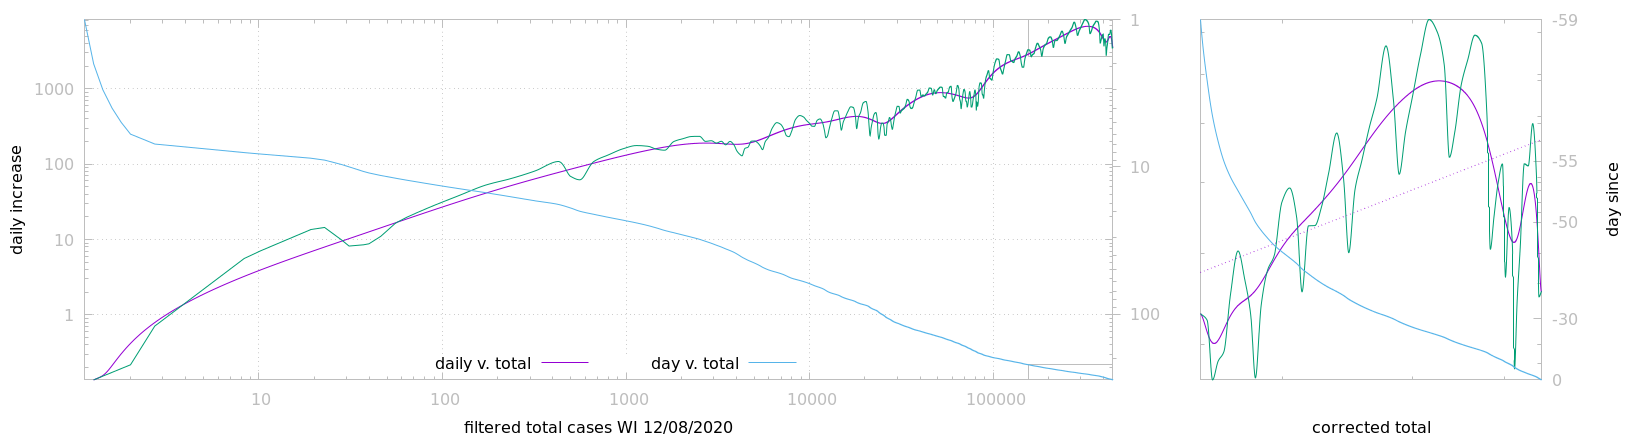 1
-59
1000
daily increase
100
10
-55
day since
10
-50
1
100
-30
daily v. total
day v. total
0
10
100
1000
10000
100000
filtered total cases WI 12/08/2020
corrected total